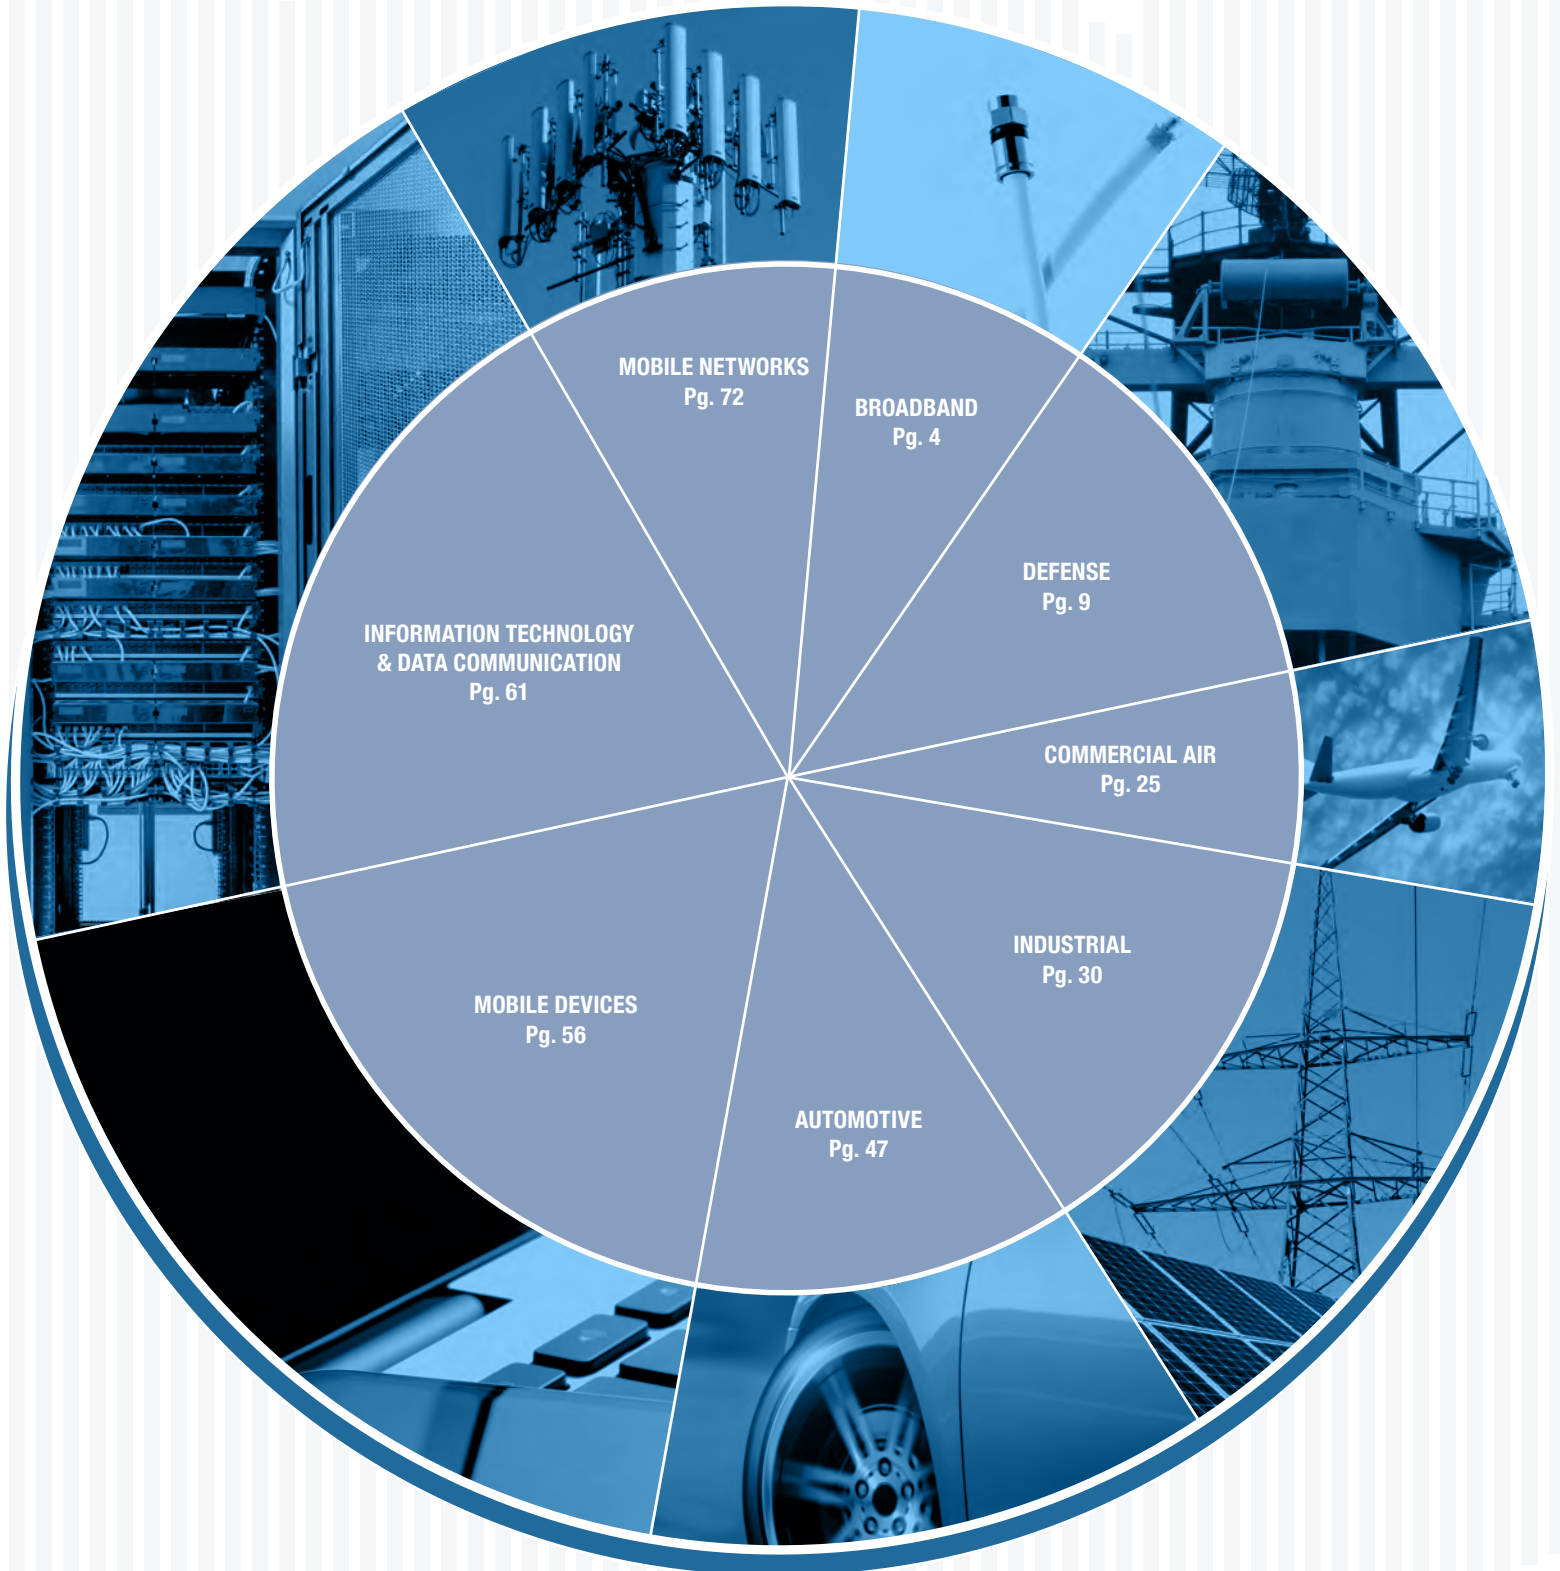 MOBILE NETWORKS
Pg. 72
BROADBAND
Pg. 4
DEFENSE
Pg. 9
COMMERCIAL AIR
Pg. 25
INDUSTRIAL
Pg. 30
AUTOMOTIVE
Pg. 47
MOBILE DEVICES
Pg. 56
INFORMATION TECHNOLOGY
& DATA COMMUNICATION
Pg. 61